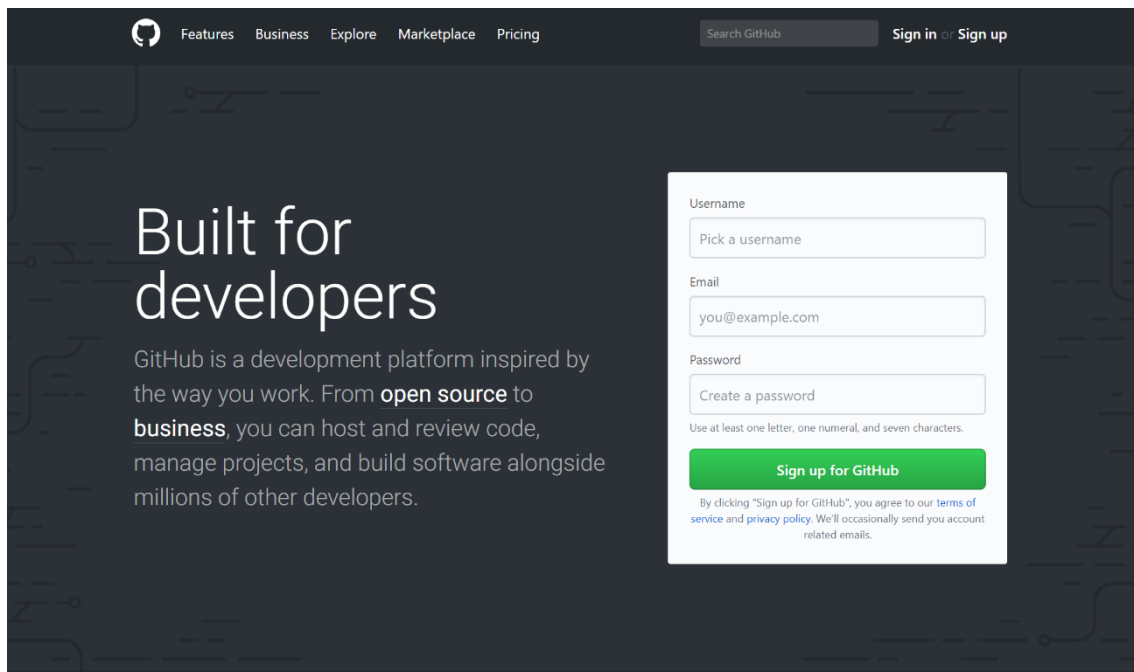 Features Business Explore Marketplace Pricing Search GitHub Sign in or Sign up
Built for
developers
GitHub is a development platform inspired by
the way you work. From open source to
business, you can host and review code,
manage projects, and build software alongside
millions of other developers.
Username
Pick a username
Email
you@example.com
Password
Create a password
Use at least one letter, one numeral, and seven characters.
Sign up for GitHub
By clicking "Sign up for GitHub", you agree to our terms of
service and privacy policy. We'll occasionally send you account
related emails.